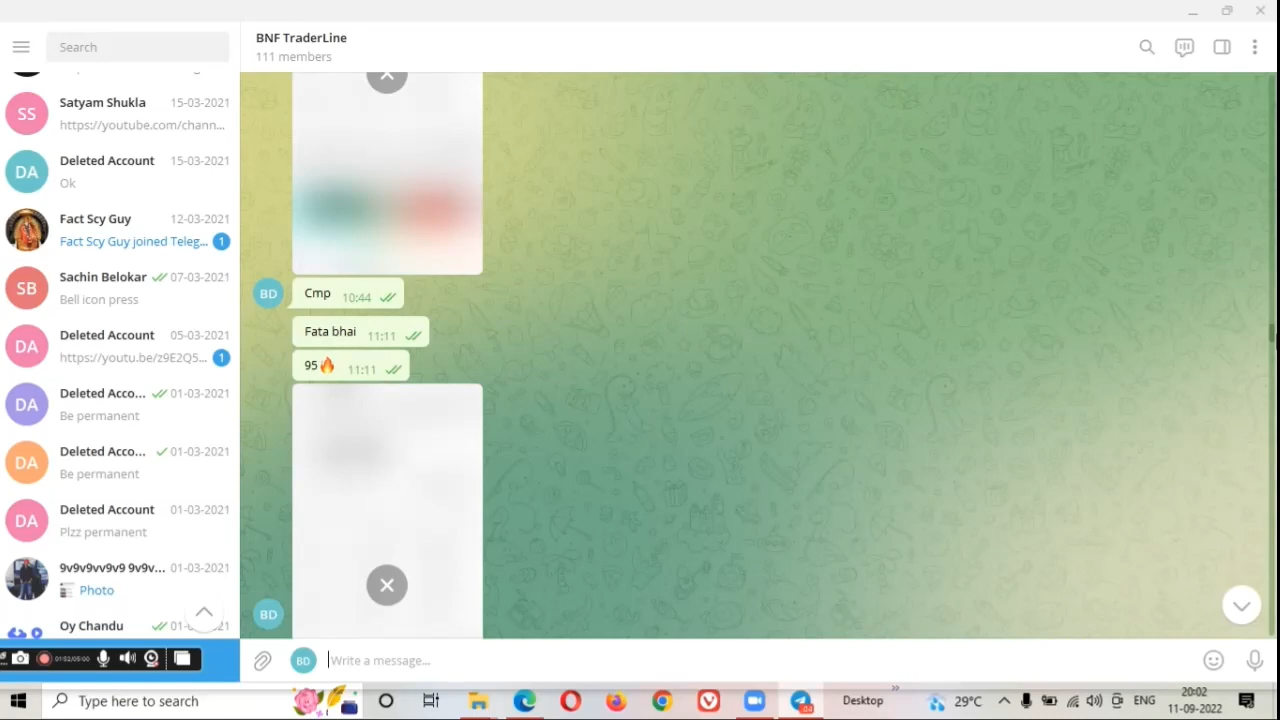 Search
BNF TraderLine
111 members
Satyam Shukla 15-03-2021
https://youtube.com/chann...
SS
Deleted Account 15-03-2021
DA
Ok
Fact Scy Guy 12-03-2021
Fact Scy Guy joined Teleg... 1
Sachin Belokar 07-03-2021
SB
Bell icon press
Deleted Account 05-03-2021
DA
https://youtu.be/z9E2Q5... 1
Deleted Acco... 01-03-2021
DA
Be permanent
Deleted Acco... 01-03-2021
DA
Be permanent
Deleted Account 01-03-2021
DA
Plzz permanent
9v9v9vv9v9 9v9v... 01-03-2021
Photo
Oy Chandu
BD
Cmp 10:44
Fata bhai 11:11
95🔥 11:11
BD
BD
Write a message...
Type here to search
Desktop
»
29°C
ENG
20:02
11-09-2022